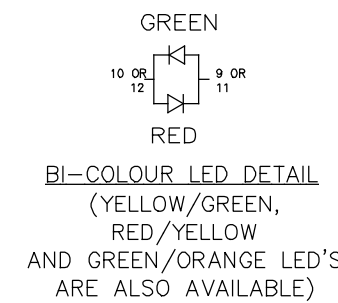 GREEN
10 OR 9 OR
12 11
RED
BI-COLOUR LED DETAIL
(YELLOW/GREEN,
RED/YELLOW
AND GREEN/ORANGE LED'S
ARE ALSO AVAILABLE)